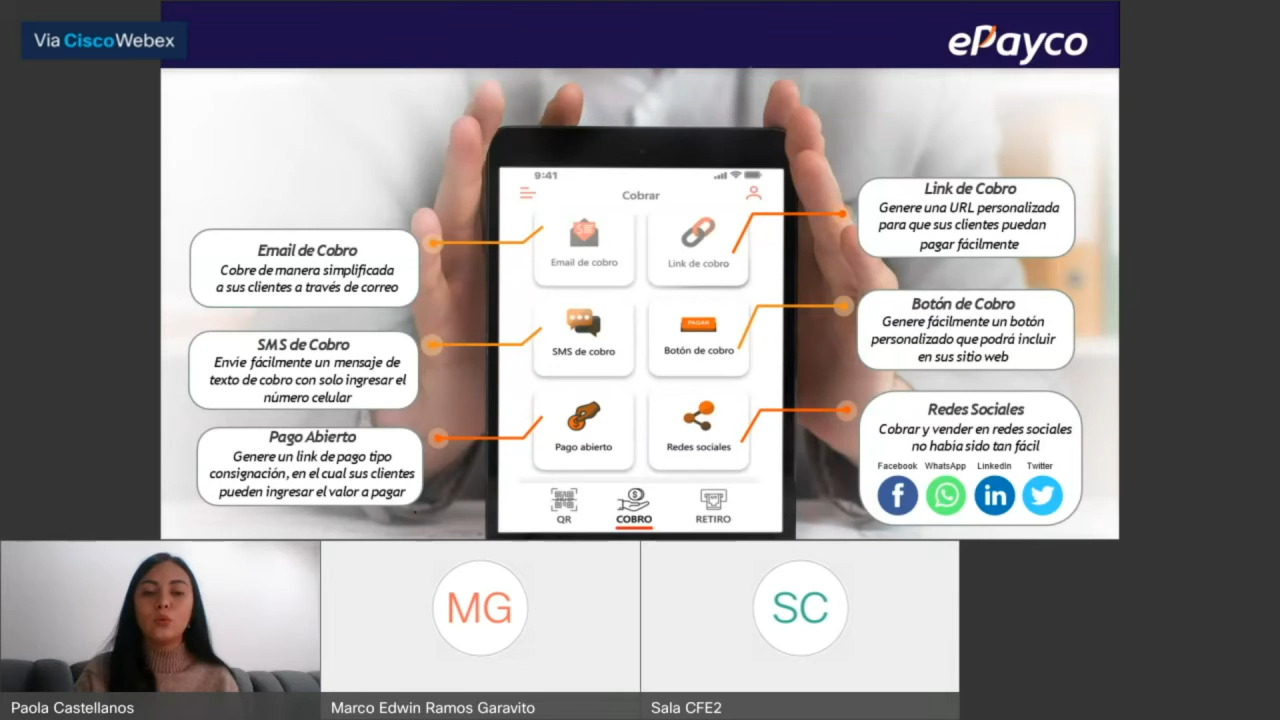 Via Cisco Webex
ePayco
9:41
Cobrar
Email de cobro
Link de cobro
SMS de cobro
PAGAR
Botón de cobro
Pago abierto
Redes sociales
QR
COBRO
RETIRO
Email de Cobro
Cobre de manera simplificada
a sus clientes a través de correo
SMS de Cobro
Envie fácilmente un mensaje de
texto de cobro con solo ingresar el
número celular
Pago Abierto
Genere un link de pago tipo
consignación, en el cual sus clientes
pueden ingresar el valor a pagar
Link de Cobro
Genere una URL personalizada
para que sus clientes puedan
pagar fácilmente
Botón de Cobro
Genere fácilmente un botón
personalizado que podrá incluir
en sus sitio web
Redes Sociales
Cobrar y vender en redes sociales
no había sido tan fácil
Facebook WhatsApp LinkedIn Twitter
MG
SC
Paola Castellanos
Marco Edwin Ramos Garavito
Sala CFE2